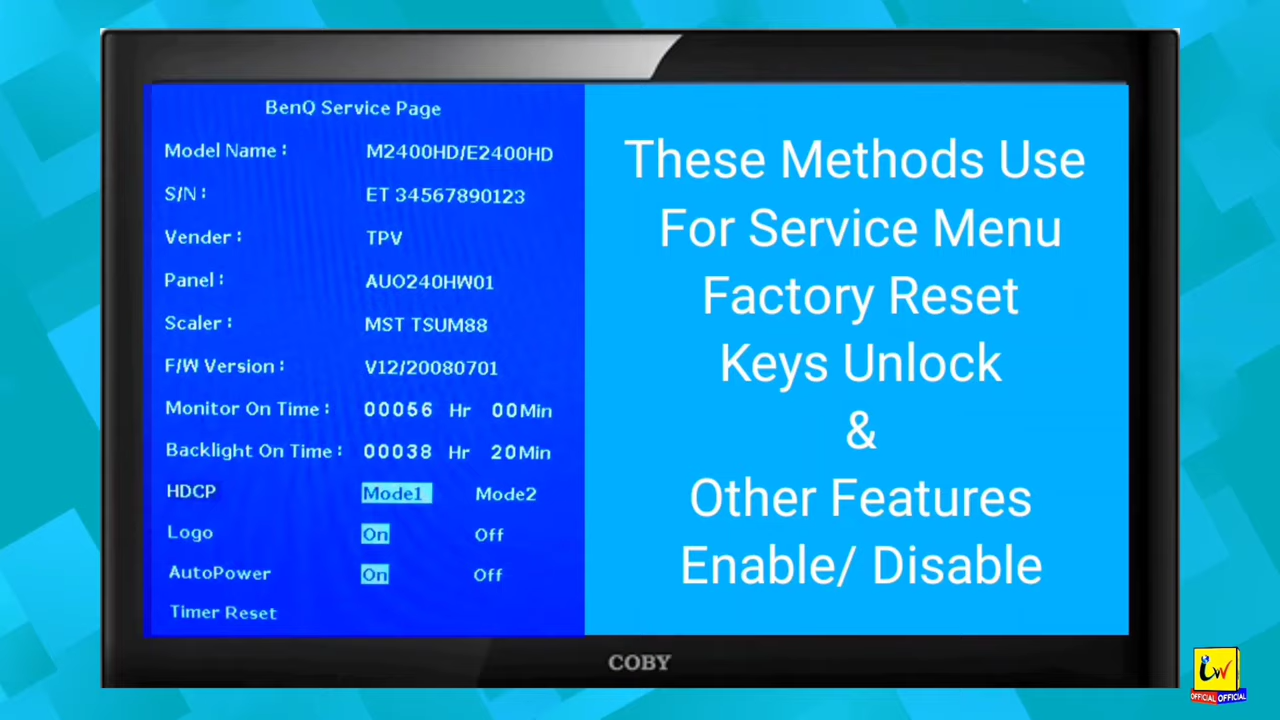 BenQ Service Page
Model Name : M2400HD/E2400HD
S/N : ET 34567890123
Vender : TPV
Panel : AUO240HW01
Scaler : MST TSUM88
F/W Version : V12/20080701
Monitor On Time : 00056 Hr 00Min
Backlight On Time : 00038 Hr 20Min
HDCP Mode1 Mode2
Logo On Off
AutoPower On Off
Timer Reset
These Methods Use
For Service Menu
Factory Reset
Keys Unlock
&
Other Features
Enable/ Disable
COBY
iw
OFFICIAL OFFICIAL